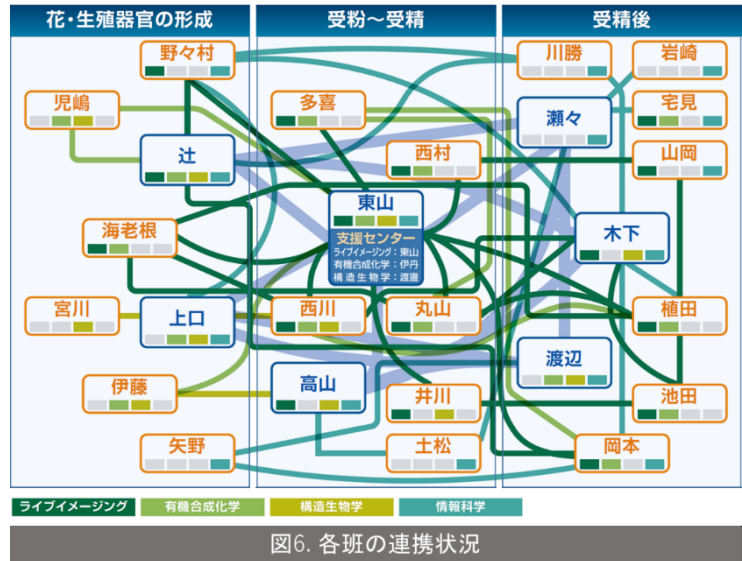 花・生殖器官の形成
受粉～受精
受精後
野々村
川勝
岩崎
児嶋
多喜
瀬々
宅見
辻
西村
山岡
東山
支援センター
ライブイメージング：東山
有機合成化学：伊丹
構造生物学：渡邊
海老根
木下
宮川
上口
西川
丸山
植田
伊藤
高山
井川
渡辺
池田
矢野
土松
岡本
ライブイメージング
有機合成化学
構造生物学
情報科学
図6. 各班の連携状況